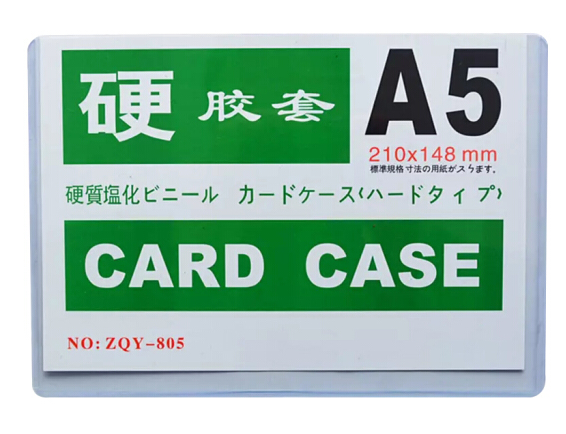 硬胶套 A5
210x148 mm
標準規格寸法の用紙がスㄅます。
硬質塩化ビニール カードケース(ハードタイプ)
CARD CASE
NO: ZQY-805